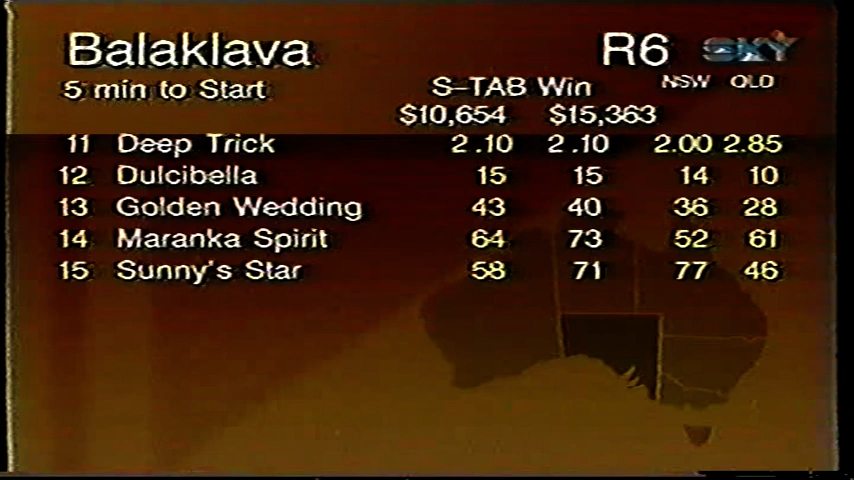 Balaklava R6 SKY
5 min to Start S-TAB Win NSW QLD
$10,654 $15,363
11 Deep Trick 2.10 2.10 2.00 2.85
12 Dulcibella 15 15 14 10
13 Golden Wedding 43 40 36 28
14 Maranka Spirit 64 73 52 61
15 Sunny's Star 58 71 77 46